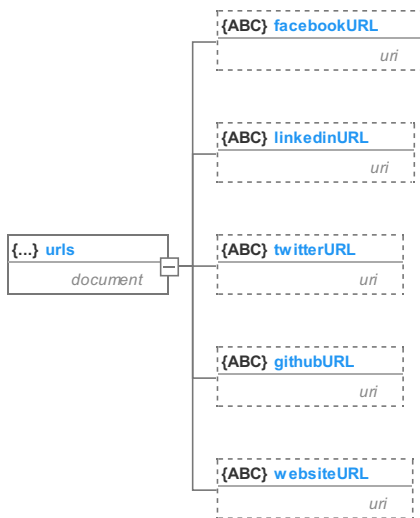 {ABC} facebookURL
uri
{ABC} linkedinURL
uri
{...} urls
document
{ABC} twitterURL
uri
{ABC} githubURL
uri
{ABC} websiteURL
uri